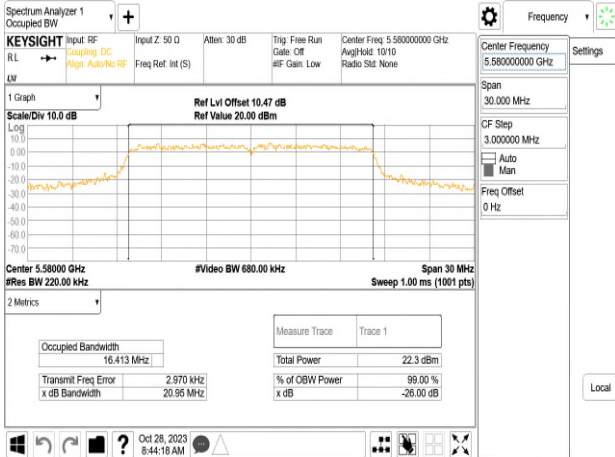 Spectrum Analyzer 1
Occupied BW
+
Frequency
KEYSIGHT Input: RF Input Z: 50 Ω Atten: 30 dB Trig: Free Run Center Freq: 5.580000000 GHz
RL Coupling: DC Gate: Off Avg|Hold: 10/10
Align: Auto/No RF Freq Ref: Int (S) #IF Gain: Low Radio Std: None
Center Frequency
5.580000000 GHz
Settings
Span
30.000 MHz
CF Step
3.000000 MHz
Auto
Man
Freq Offset
0 Hz
Local
1 Graph
Scale/Div 10.0 dB
Ref Lvl Offset 10.47 dB
Ref Value 20.00 dBm
Log
10.0
0.00
-10.0
-20.0
-30.0
-40.0
-50.0
-60.0
-70.0
Center 5.58000 GHz #Video BW 680.00 kHz Span 30 MHz
#Res BW 220.00 kHz Sweep 1.00 ms (1001 pts)
2 Metrics
Measure Trace Trace 1
Occupied Bandwidth
16.413 MHz
Total Power 22.3 dBm
Transmit Freq Error 2.970 kHz % of OBW Power 99.00 %
x dB Bandwidth 20.95 MHz x dB -26.00 dB
?
Oct 28, 2023
8:44:18 AM